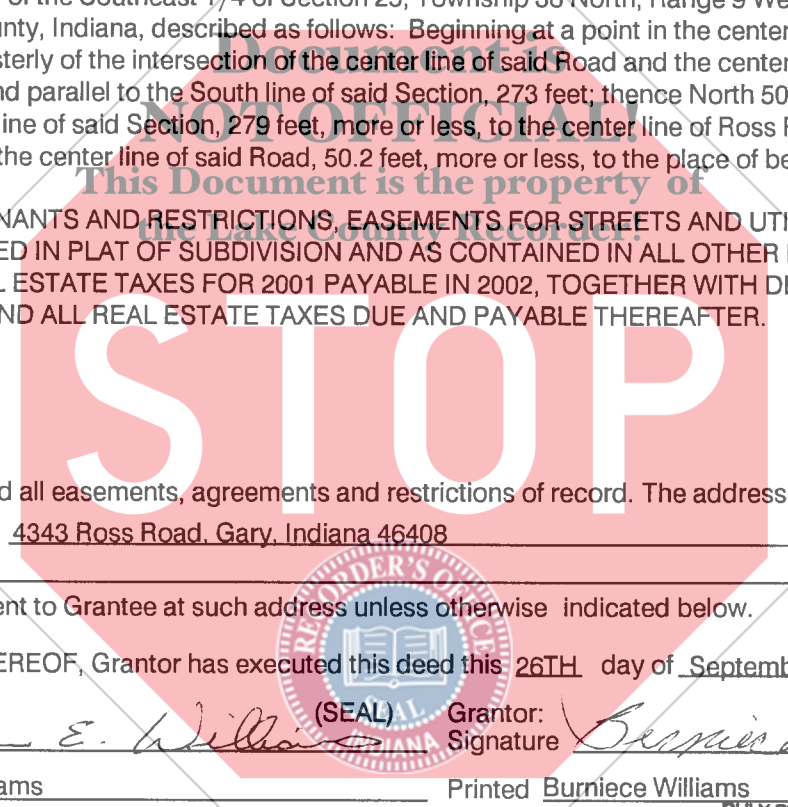 of the Southeast 1/4 of Section 25, Township 36 North, Range 9 We
unty, Indiana, described as follows: Beginning at a point in the center
sterly of the intersection of the center line of said Road and the center
nd parallel to the South line of said Section, 273 feet; thence North 50
line of said Section, 279 feet, more or less, to the center line of Ross R
the center line of said Road, 50.2 feet, more or less, to the place of be
Document is
NOT OFFICIAL!
This Document is the property of
the Lake County Recorder!
NANTS AND RESTRICTIONS, EASEMENTS FOR STREETS AND UTI
ED IN PLAT OF SUBDIVISION AND AS CONTAINED IN ALL OTHER
L ESTATE TAXES FOR 2001 PAYABLE IN 2002, TOGETHER WITH DE
ND ALL REAL ESTATE TAXES DUE AND PAYABLE THEREAFTER.
STOP
d all easements, agreements and restrictions of record. The address
4343 Ross Road, Gary, Indiana 46408
RECORDER'S OFFICE
SEAL
INDIANA
ent to Grantee at such address unless otherwise indicated below.
EREOF, Grantor has executed this deed this 26TH day of Septemb
(SEAL) Grantor:
E. Williams Signature Burniece
ams Printed Burniece Williams